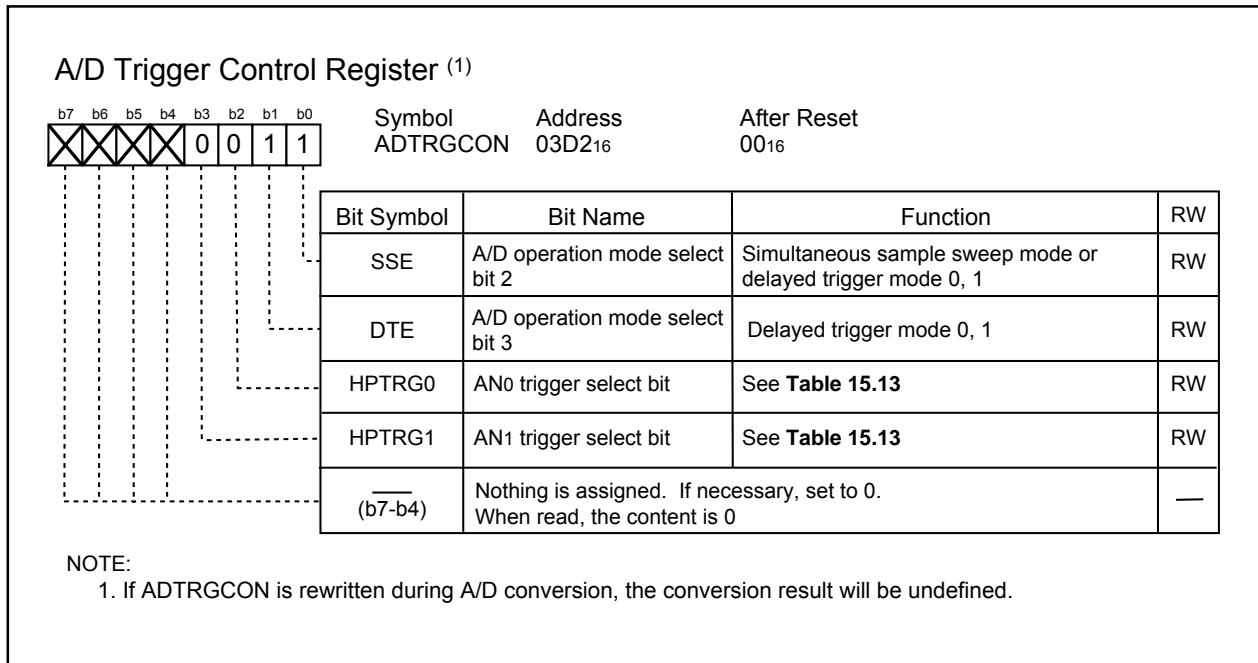 A/D Trigger Control Register (1)
b7 b6 b5 b4 b3 b2 b1 b0
0 0 1 1
Symbol Address After Reset
ADTRGCON 03D216 0016
Bit Symbol Bit Name Function RW
SSE A/D operation mode select bit 2 Simultaneous sample sweep mode or delayed trigger mode 0, 1 RW
DTE A/D operation mode select bit 3 Delayed trigger mode 0, 1 RW
HPTRG0 AN0 trigger select bit See Table 15.13 RW
HPTRG1 AN1 trigger select bit See Table 15.13 RW
(b7-b4) Nothing is assigned. If necessary, set to 0. When read, the content is 0 —
NOTE:
1. If ADTRGCON is rewritten during A/D conversion, the conversion result will be undefined.